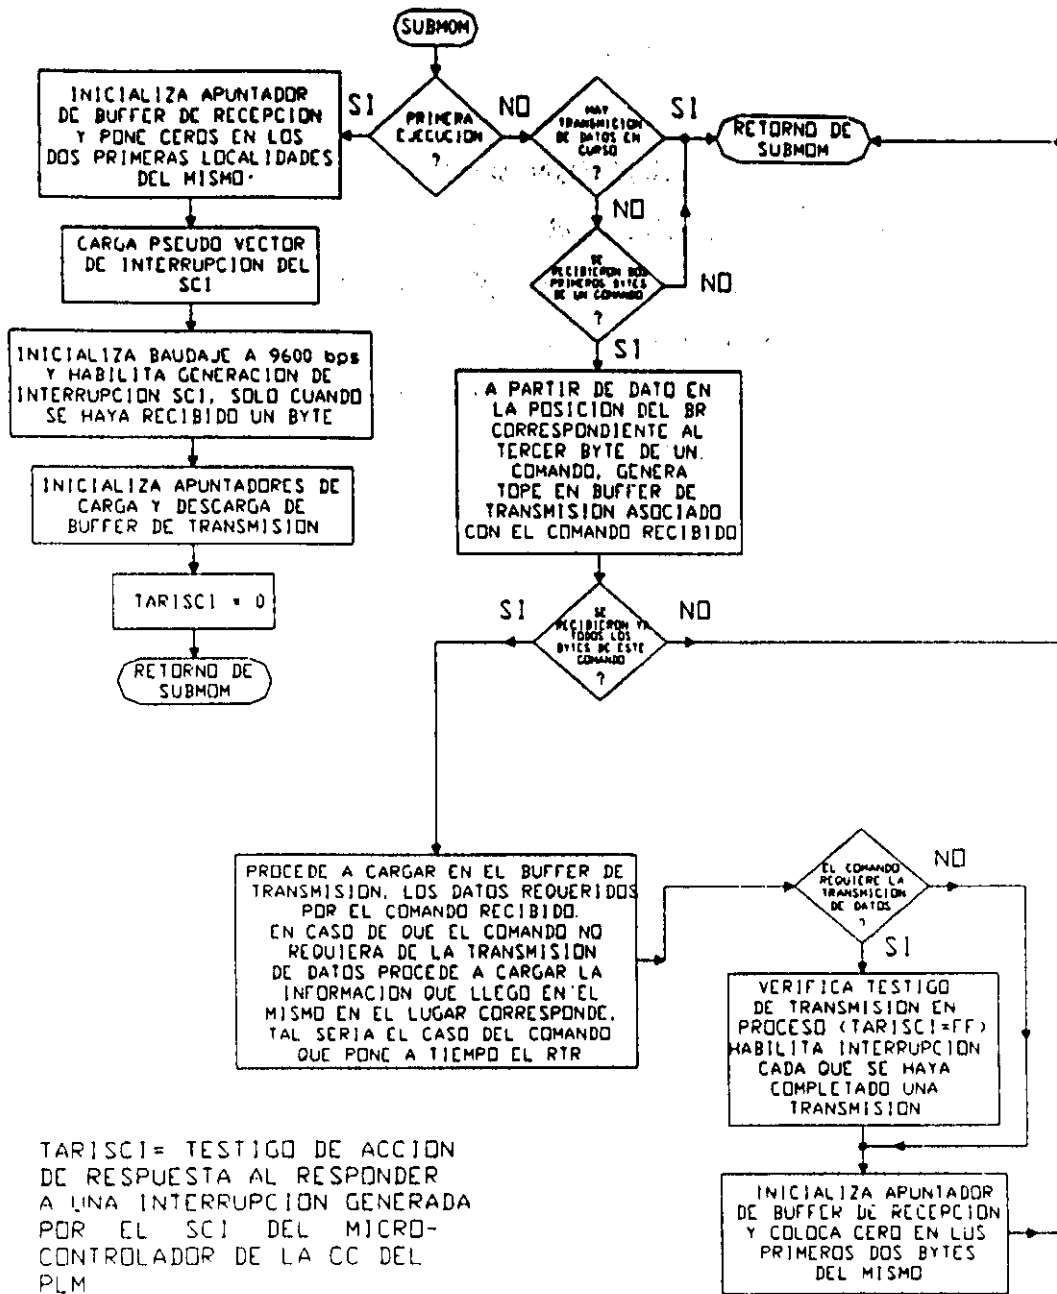 SUBMOM
PRIMERA
EJECUCION
?
SI
NO
INICIALIZA APUNTADOR
DE BUFFER DE RECEPCION
Y PONE CEROS EN LOS
DOS PRIMERAS LOCALIDADES
DEL MISMO.
CARGA PSEUDO VECTOR
DE INTERRUPCION DEL
SCI
INICIALIZA BAUDAJE A 9600 bps
Y HABILITA GENERACION DE
INTERRUPCION SCI, SOLO CUANDO
SE HAYA RECIBIDO UN BYTE
INICIALIZA APUNTADORES DE
CARGA Y DESCARGA DE
BUFFER DE TRANSMISION
TARISCI = 0
RETORNO DE
SUBMOM
HAY
TRANSMICION
DE DATOS EN
CURSO
?
SI
NO
RETORNO DE
SUBMOM
SE
RECIBIERON DOS
PRIMEROS BYTES
DE UN COMANDO
?
NO
SI
A PARTIR DE DATO EN
LA POSICION DEL BR
CORRESPONDIENTE AL
TERCER BYTE DE UN
COMANDO, GENERA
TOPE EN BUFFER DE
TRANSMISION ASOCIADO
CON EL COMANDO RECIBIDO
SE
RECIBIERON YA
TODOS LOS
BYTES DE ESTE
COMANDO
?
SI
NO
PROCEDE A CARGAR EN EL BUFFER DE
TRANSMISION, LOS DATOS REQUERIDOS
POR EL COMANDO RECIBIDO.
EN CASO DE QUE EL COMANDO NO
REQUIERA DE LA TRANSMISION
DE DATOS PROCEDE A CARGAR LA
INFORMACION QUE LLEGO EN EL
MISMO EN EL LUGAR CORRESPONDE,
TAL SERIA EL CASO DEL COMANDO
QUE PONE A TIEMPO EL RTR
EL COMANDO
REQUIERE LA
TRANSMISION
DE DATOS
?
NO
SI
VERIFICA TESTIGO
DE TRANSMISION EN
PROCESO (TARISCI=FF)
HABILITA INTERRUPCION
CADA QUE SE HAYA
COMPLETADO UNA
TRANSMISION
INICIALIZA APUNTADOR
DE BUFFER DE RECEPCION
Y COLOCA CERO EN LOS
PRIMEROS DOS BYTES
DEL MISMO
TARISCI= TESTIGO DE ACCION
DE RESPUESTA AL RESPONDER
A UNA INTERRUPCION GENERADA
POR EL SCI DEL MICRO-
CONTROLADOR DE LA CC DEL
PLM